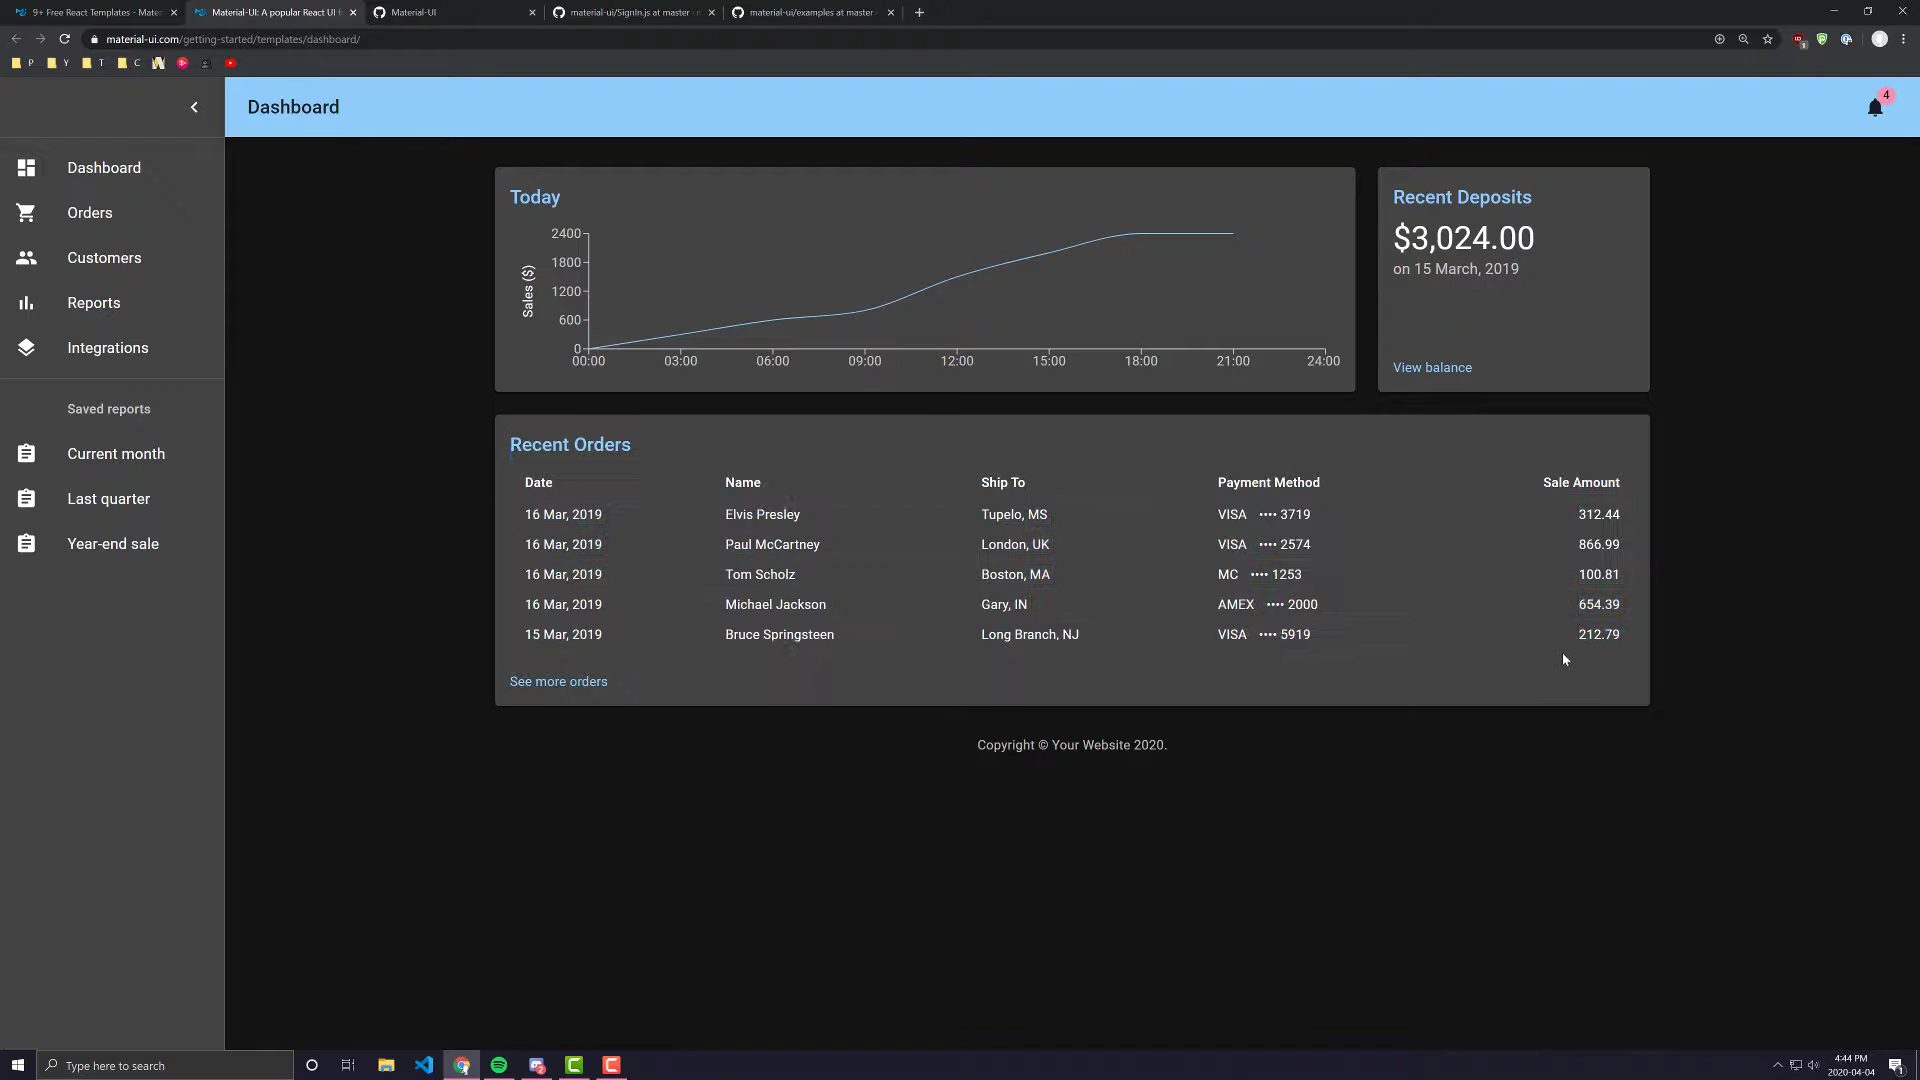 9+ Free React Templates - Mater
Material-UI: A popular React UI f
Material-UI
material-ui/SignIn.js at master ·
material-ui/examples at master
material-ui.com/getting-started/templates/dashboard/
P
Y
T
C
Dashboard
4
Dashboard
Orders
Customers
Reports
Integrations
Saved reports
Current month
Last quarter
Year-end sale
Today
Sales ($)
2400
1800
1200
600
0
00:00 03:00 06:00 09:00 12:00 15:00 18:00 21:00 24:00
Recent Deposits
$3,024.00
on 15 March, 2019
View balance
Recent Orders
Date Name Ship To Payment Method Sale Amount
16 Mar, 2019 Elvis Presley Tupelo, MS VISA •••• 3719 312.44
16 Mar, 2019 Paul McCartney London, UK VISA •••• 2574 866.99
16 Mar, 2019 Tom Scholz Boston, MA MC •••• 1253 100.81
16 Mar, 2019 Michael Jackson Gary, IN AMEX •••• 2000 654.39
15 Mar, 2019 Bruce Springsteen Long Branch, NJ VISA •••• 5919 212.79
See more orders
Copyright © Your Website 2020.
Type here to search
4:44 PM
2020-04-04